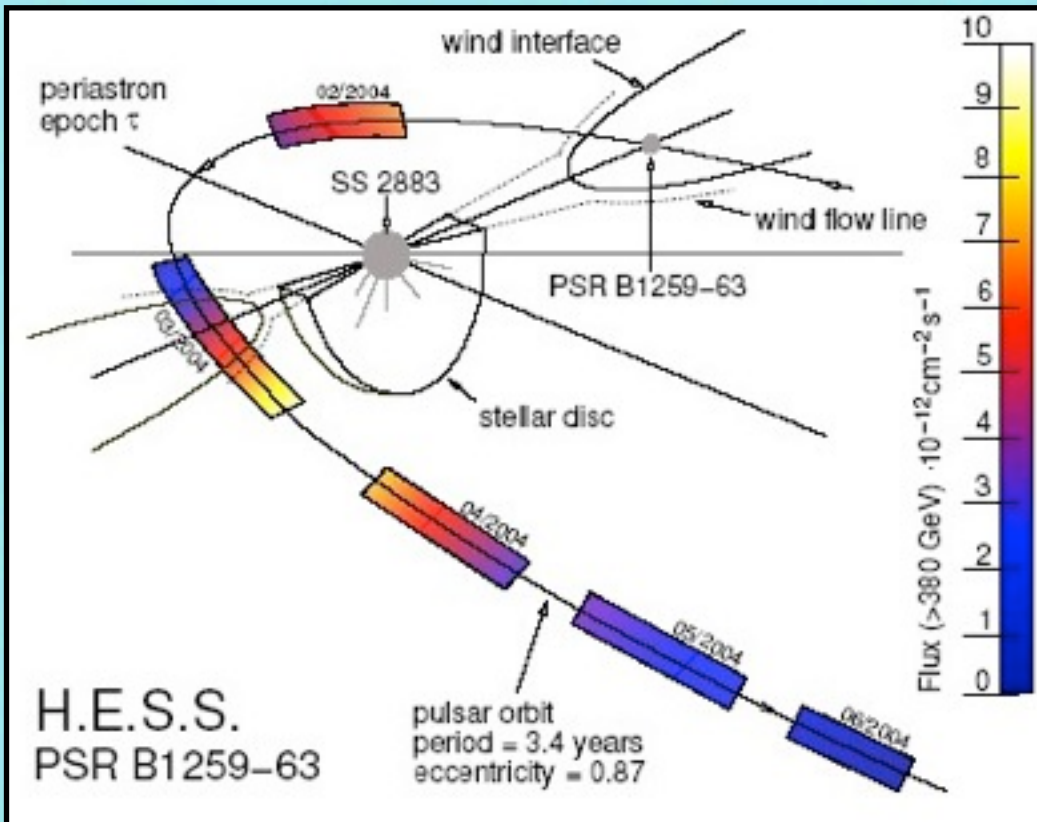 wind interface
periastron
epoch τ
02/2004
SS 2883
wind flow line
PSR B1259−63
03/2004
stellar disc
04/2004
05/2004
06/2004
pulsar orbit
period = 3.4 years
eccentricity = 0.87
H.E.S.S.
PSR B1259−63
10
9
8
7
6
5
4
3
2
1
0
Flux (>380 GeV) ·10⁻¹²cm⁻²s⁻¹